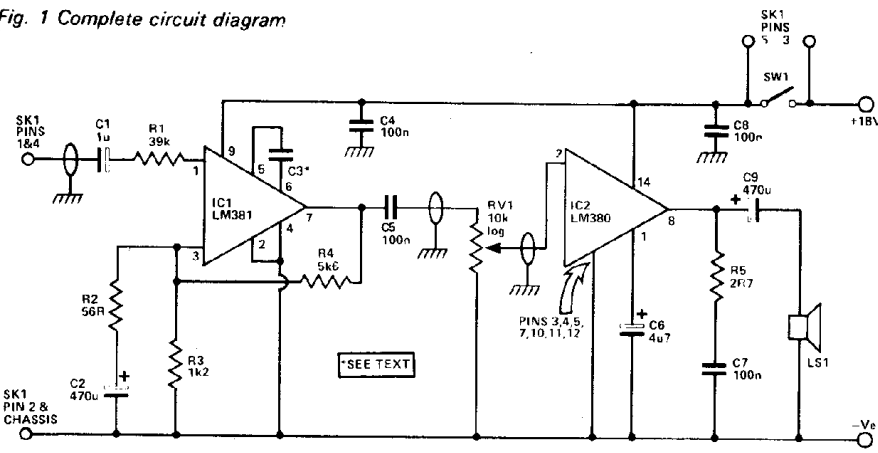 Fig. 1 Complete circuit diagram
SK1
PINS
5 3
SW1
+18V
SK1
PINS
1&4
C1
1u
R1
39k
1
9
5
C3*
6
IC1
LM381
7
4
2
3
C4
100n
C5
100n
R4
5k6
RV1
10k
log
2
14
IC2
LM380
8
1
PINS 3,4,5,
7,10,11,12
C8
100n
C9
470u
+
R5
2R7
R2
56R
R3
1k2
*SEE TEXT
+
C6
4u7
C7
100n
LS1
C2
470u
+
SK1
PIN 2 &
CHASSIS
-Ve